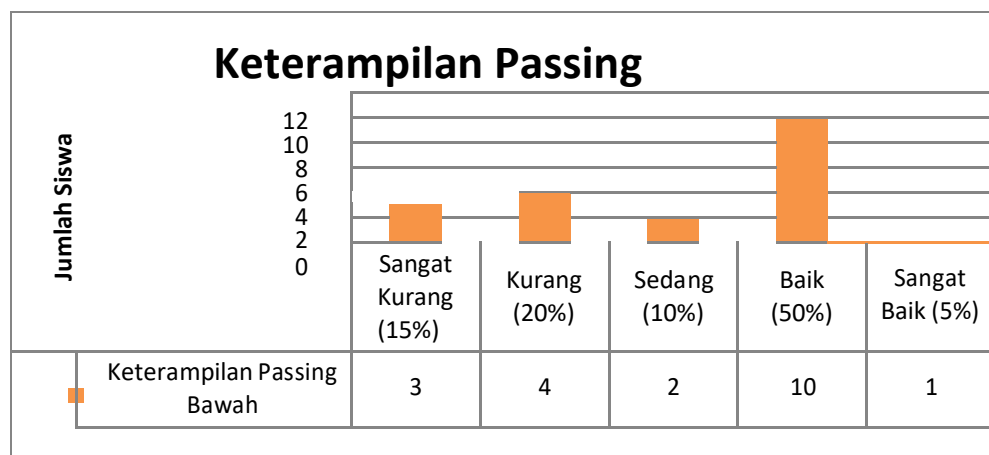 Keterampilan Passing
Jumlah Siswa
12
10
8
6
4
2
0
Sangat
Kurang
(15%)
Kurang
(20%)
Sedang
(10%)
Baik
(50%)
Sangat
Baik (5%)
Keterampilan Passing
Bawah
3
4
2
10
1